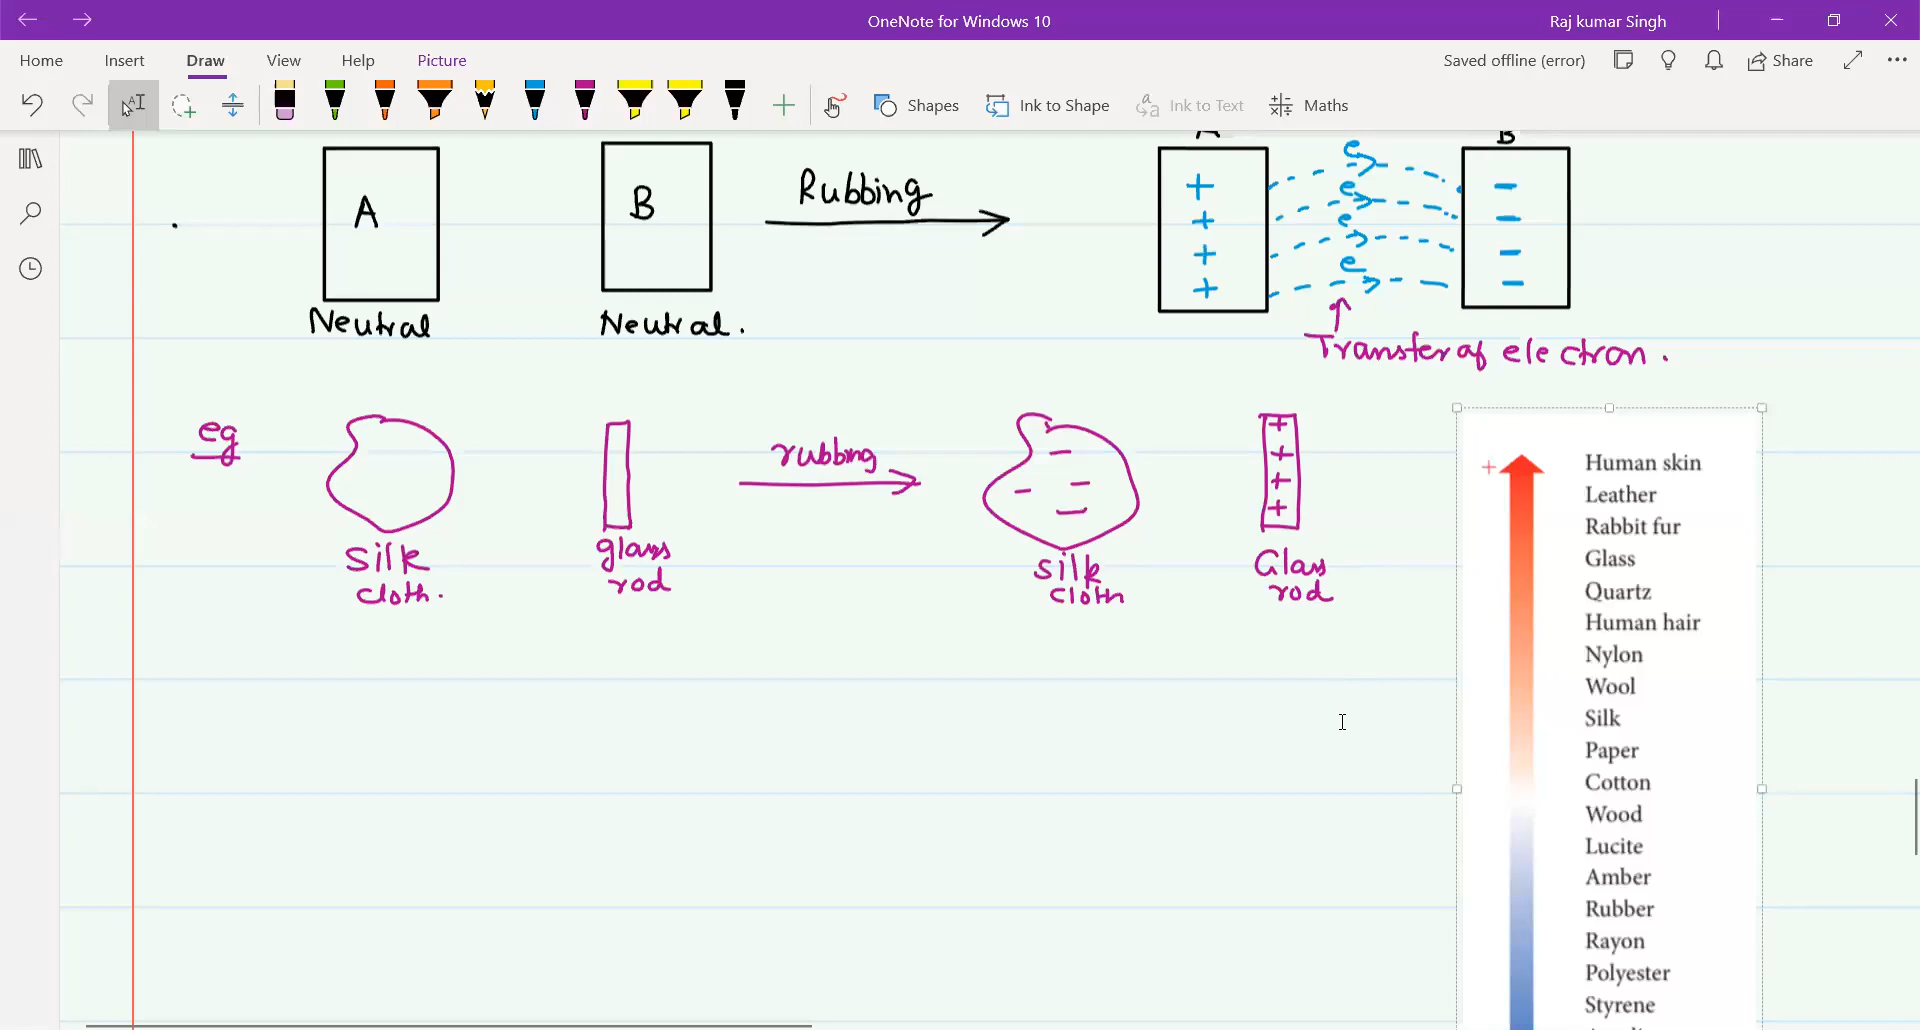 OneNote for Windows 10
Raj kumar Singh
Home Insert Draw View Help Picture
Saved offline (error)
Share
Shapes Ink to Shape Ink to Text Maths
A
B
Rubbing
Neutral
Neutral.
B
+ + + +
e e e e
- - - -
Transfer of electron.
eg
rubbing
silk
cloth.
glass
rod
silk
cloth
Glass
rod
+ + + +
+
Human skin
Leather
Rabbit fur
Glass
Quartz
Human hair
Nylon
Wool
Silk
Paper
Cotton
Wood
Lucite
Amber
Rubber
Rayon
Polyester
Styrene